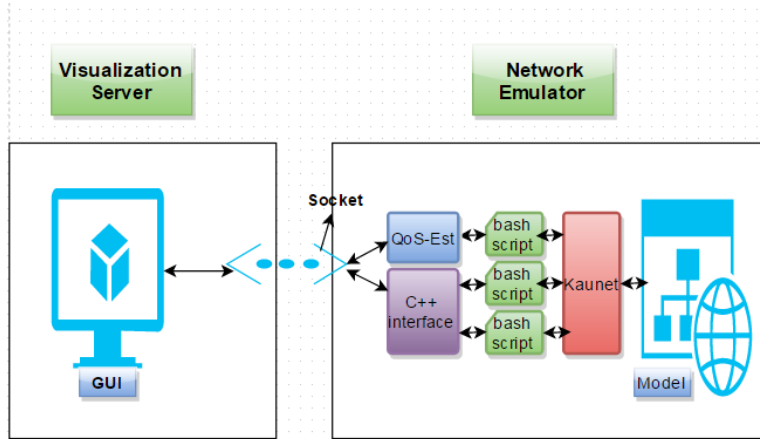 Visualization
Server
Network
Emulator
Socket
QoS-Est
bash
script
C++
interface
bash
script
bash
script
Kaunet
GUI
Model